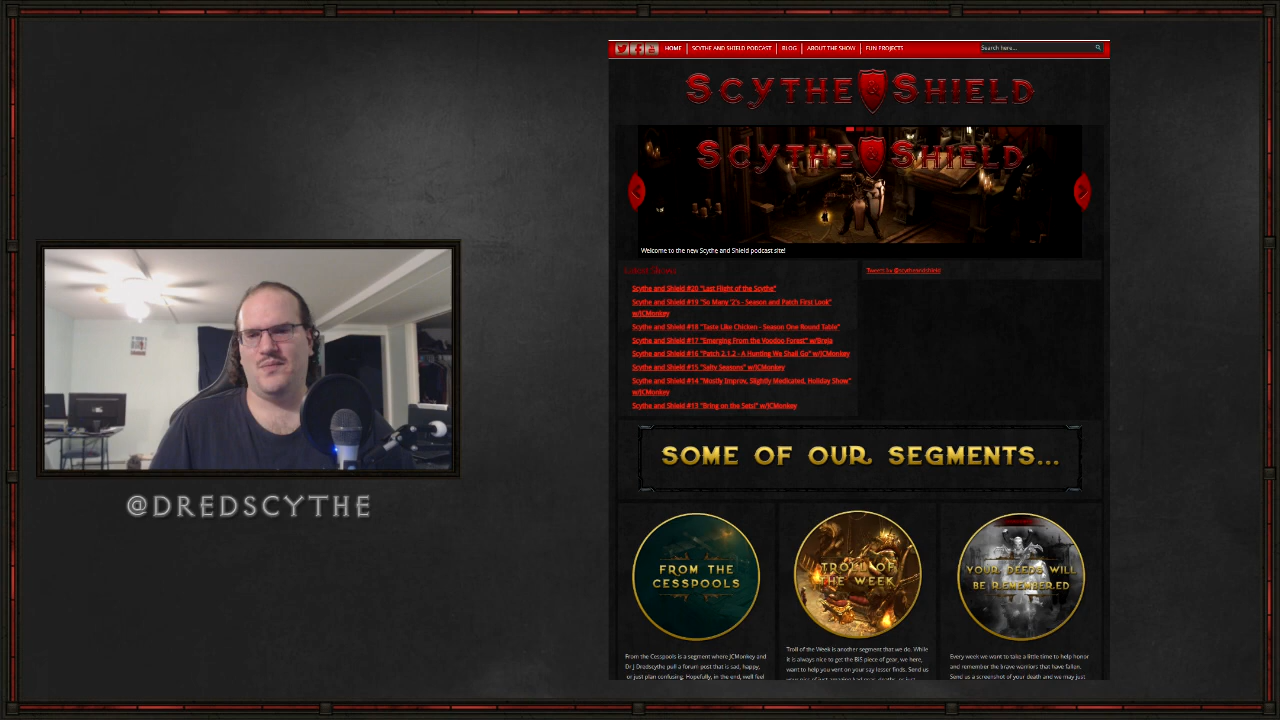 HOME
SCYTHE AND SHIELD PODCAST
BLOG
ABOUT THE SHOW
FUN PROJECTS
Search here...
SCYTHE SHIELD
SCYTHE SHIELD
Welcome to the new Scythe and Shield podcast site!
Latest Shows
Scythe and Shield #20 "Last Flight of the Scythe"
Scythe and Shield #19 "So Many '2's - Season and Patch First Look"
w/JCMonkey
Scythe and Shield #18 "Taste Like Chicken - Season One Round Table"
Scythe and Shield #17 "Emerging From the Voodoo Forest" w/Breja
Scythe and Shield #16 "Patch 2.1.2 - A Hunting We Shall Go" w/JCMonkey
Scythe and Shield #15 "Salty Seasons" w/JCMonkey
Scythe and Shield #14 "Mostly Improv, Slightly Medicated, Holiday Show"
w/JCMonkey
Scythe and Shield #13 "Bring on the Sets!" w/JCMonkey
Tweets by @scytheandshield
@DREDSCYTHE
SOME OF OUR SEGMENTS...
FROM THE
CESSPOOLS
TROLL OF
THE WEEK
YOUR DEEDS WILL
BE REMEMBERED
From the Cesspools is a segment where JCMonkey and
Dr J Dredscythe pull a forum post that is sad, happy,
or just plan confusing. Hopefully, in the end, well feel
Troll of the Week is another segment that we do. While
it is always nice to get the BIS piece of gear, we here,
want to help you vent on your say losser finds. Send us
Every week we want to take a little time to help honor
and remember the brave warriors that have fallen.
Send us a screenshot of your death and we may just